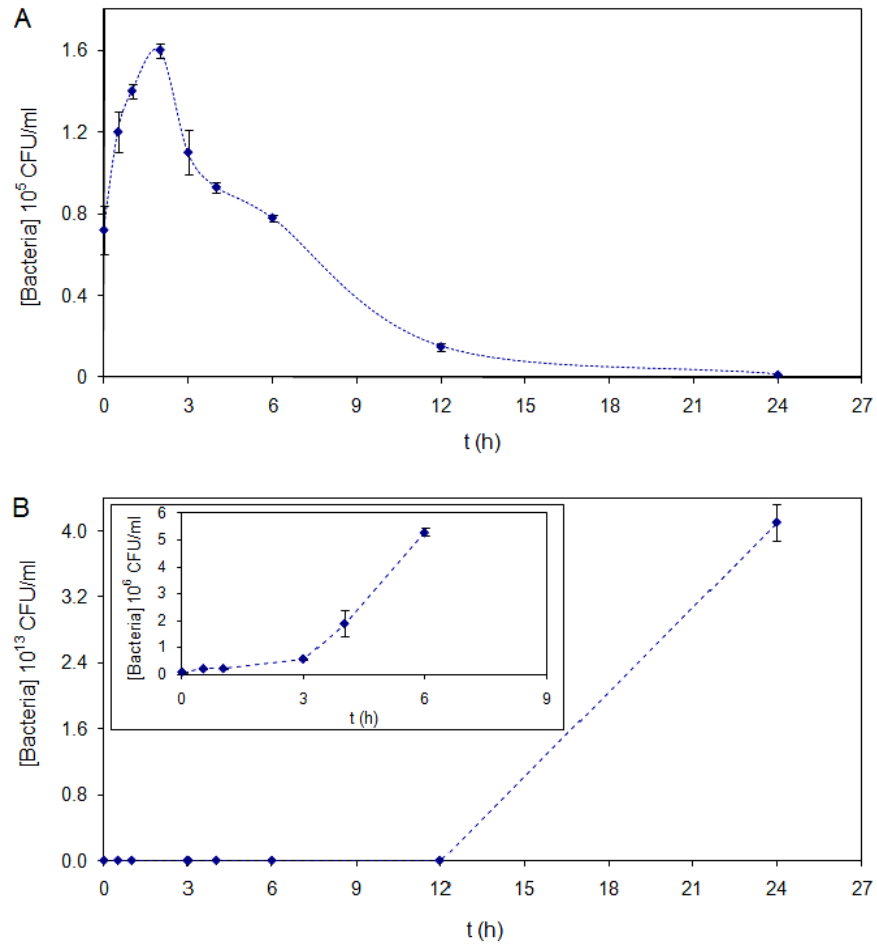 A
[Bacteria] 10⁵ CFU/ml
1.6
1.2
0.8
0.4
0
0 3 6 9 12 15 18 21 24 27
t (h)
B
[Bacteria] 10¹³ CFU/ml
4.0
3.2
2.4
1.6
0.8
0.0
[Bacteria] 10⁶ CFU/ml
6
5
4
3
2
1
0
0 3 6 9
t (h)
0 3 6 9 12 15 18 21 24 27
t (h)